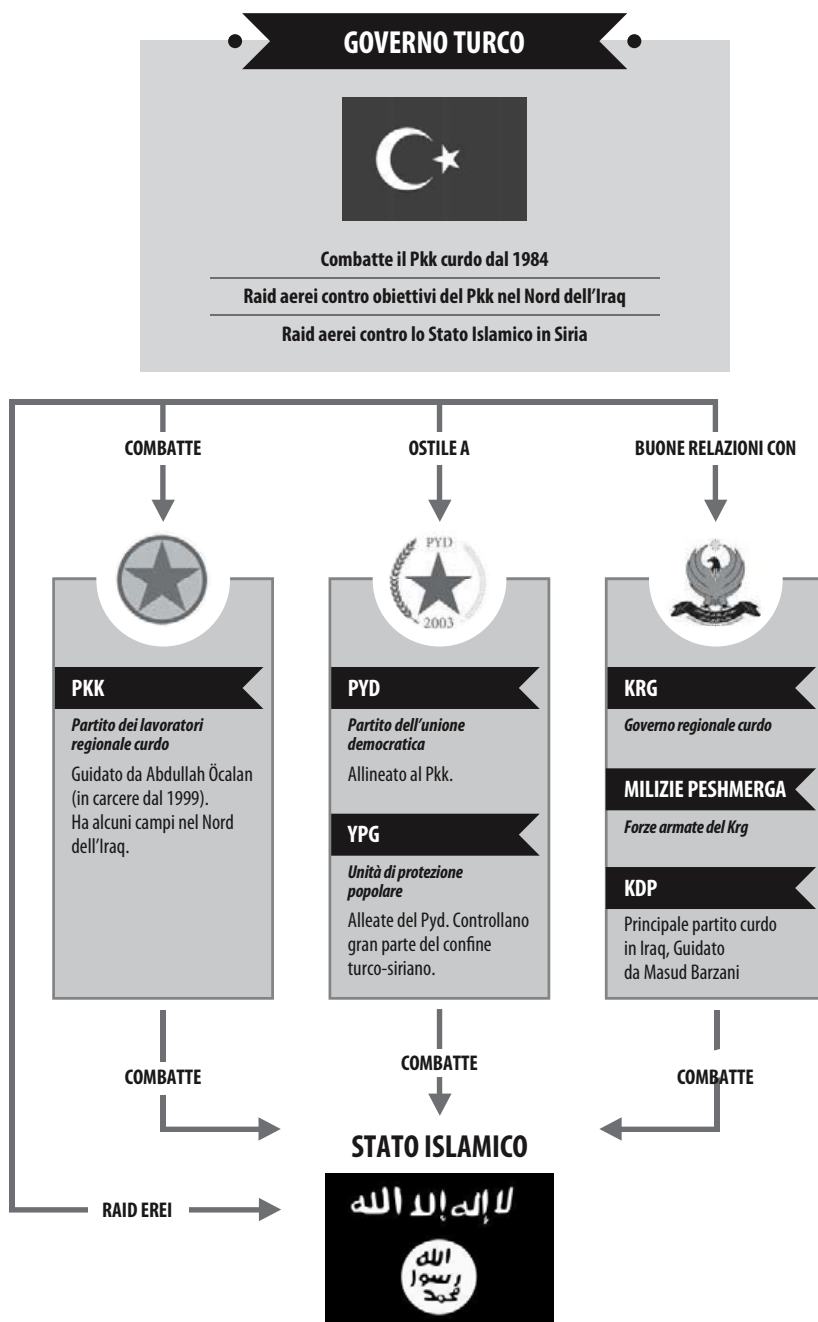 GOVERNO TURCO
Combatte il Pkk curdo dal 1984
Raid aerei contro obiettivi del Pkk nel Nord dell'Iraq
Raid aerei contro lo Stato Islamico in Siria
COMBATTE
OSTILE A
BUONE RELAZIONI CON
PYD
2003
PKK
Partito dei lavoratori
regionale curdo
Guidato da Abdullah Öcalan
(in carcere dal 1999).
Ha alcuni campi nel Nord
dell'Iraq.
PYD
Partito dell'unione
democratica
Allineato al Pkk.
YPG
Unità di protezione
popolare
Alleate del Pyd. Controllano
gran parte del confine
turco-siriano.
KRG
Governo regionale curdo
MILIZIE PESHMERGA
Forze armate del Krg
KDP
Principale partito curdo
in Iraq, Guidato
da Masud Barzani
COMBATTE
COMBATTE
COMBATTE
STATO ISLAMICO
RAID EREI
لا إله إلا الله
الله
رسول
محمد